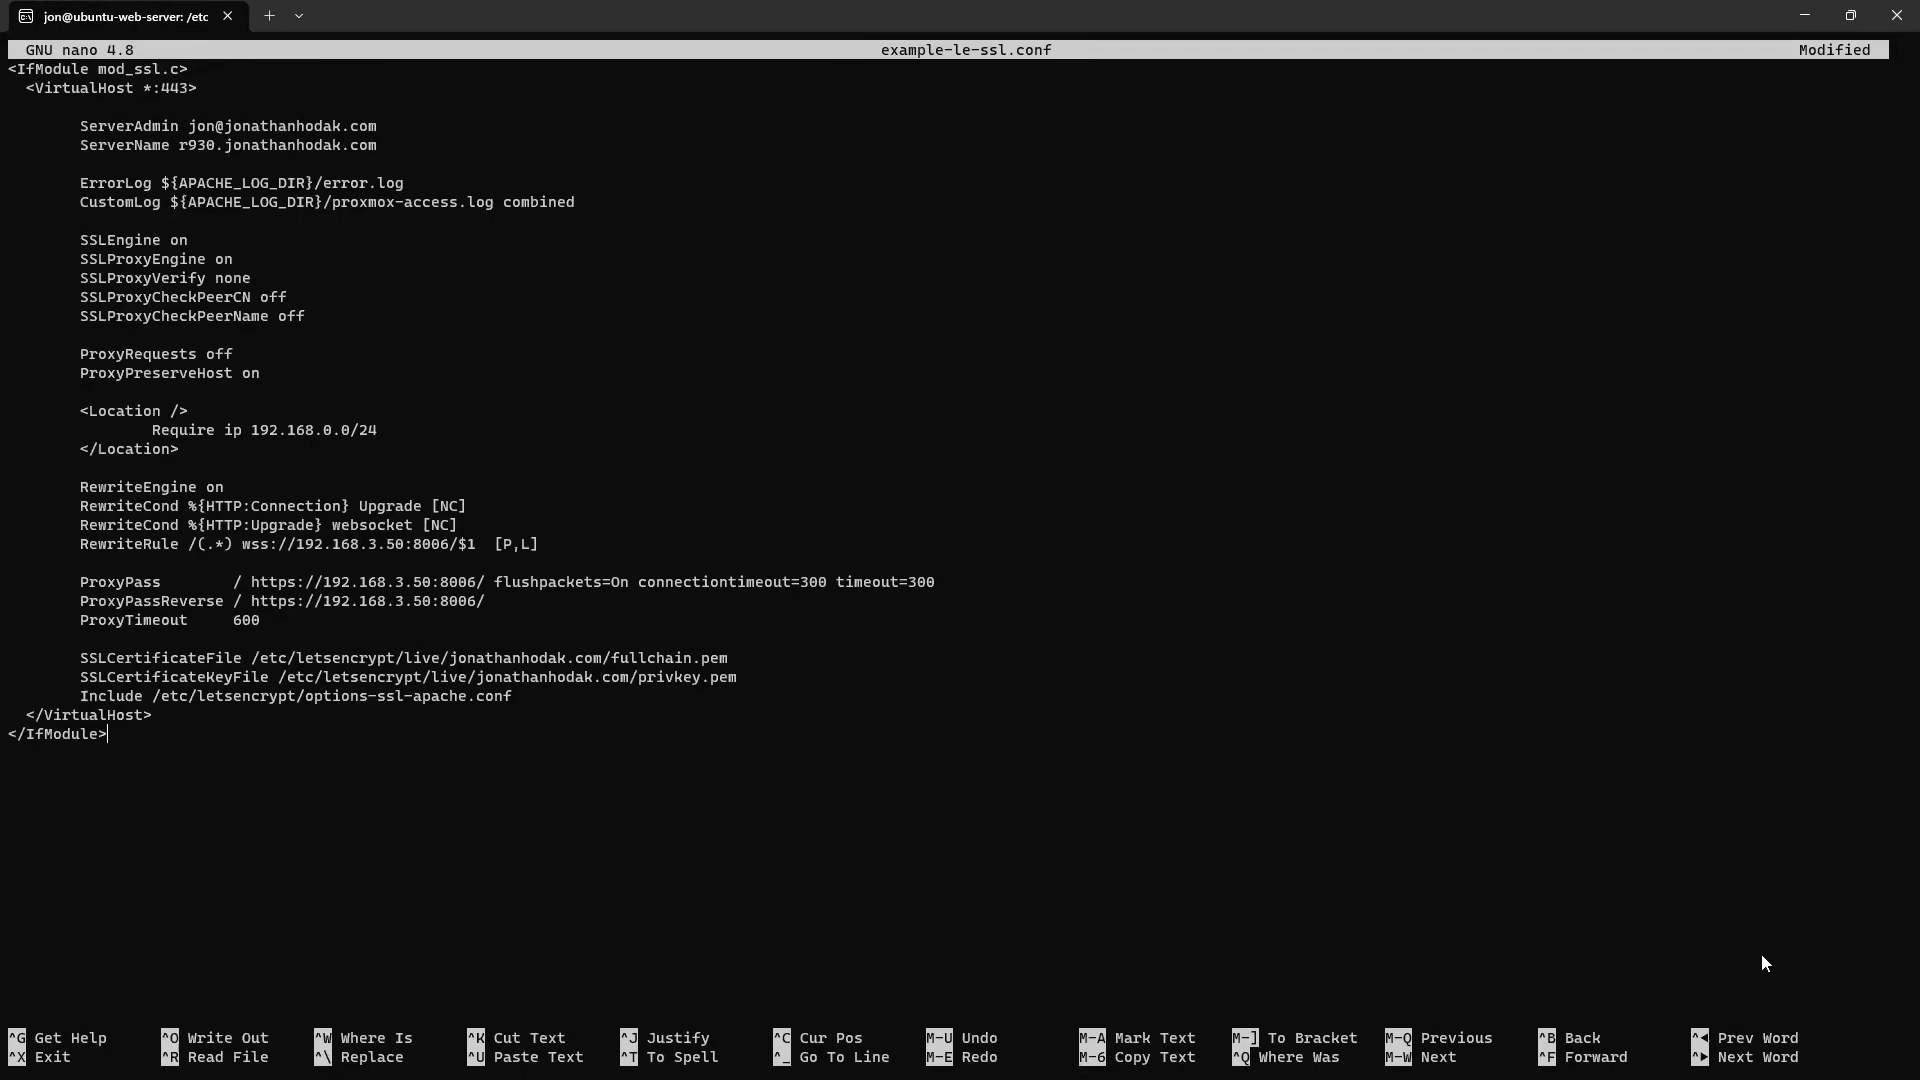 jon@ubuntu-web-server: /etc
GNU nano 4.8 example-le-ssl.conf Modified
<IfModule mod_ssl.c>
  <VirtualHost *:443>

        ServerAdmin jon@jonathanhodak.com
        ServerName r930.jonathanhodak.com

        ErrorLog ${APACHE_LOG_DIR}/error.log
        CustomLog ${APACHE_LOG_DIR}/proxmox-access.log combined

        SSLEngine on
        SSLProxyEngine on
        SSLProxyVerify none
        SSLProxyCheckPeerCN off
        SSLProxyCheckPeerName off

        ProxyRequests off
        ProxyPreserveHost on

        <Location />
                Require ip 192.168.0.0/24
        </Location>

        RewriteEngine on
        RewriteCond %{HTTP:Connection} Upgrade [NC]
        RewriteCond %{HTTP:Upgrade} websocket [NC]
        RewriteRule /(.*) wss://192.168.3.50:8006/$1  [P,L]

        ProxyPass        / https://192.168.3.50:8006/ flushpackets=On connectiontimeout=300 timeout=300
        ProxyPassReverse / https://192.168.3.50:8006/
        ProxyTimeout     600

        SSLCertificateFile /etc/letsencrypt/live/jonathanhodak.com/fullchain.pem
        SSLCertificateKeyFile /etc/letsencrypt/live/jonathanhodak.com/privkey.pem
        Include /etc/letsencrypt/options-ssl-apache.conf
  </VirtualHost>
</IfModule>
^G Get Help ^O Write Out ^W Where Is ^K Cut Text ^J Justify ^C Cur Pos M-U Undo M-A Mark Text M-] To Bracket M-Q Previous ^B Back ^◄ Prev Word
^X Exit ^R Read File ^\ Replace ^U Paste Text ^T To Spell ^_ Go To Line M-E Redo M-6 Copy Text ^Q Where Was M-W Next ^F Forward ^► Next Word